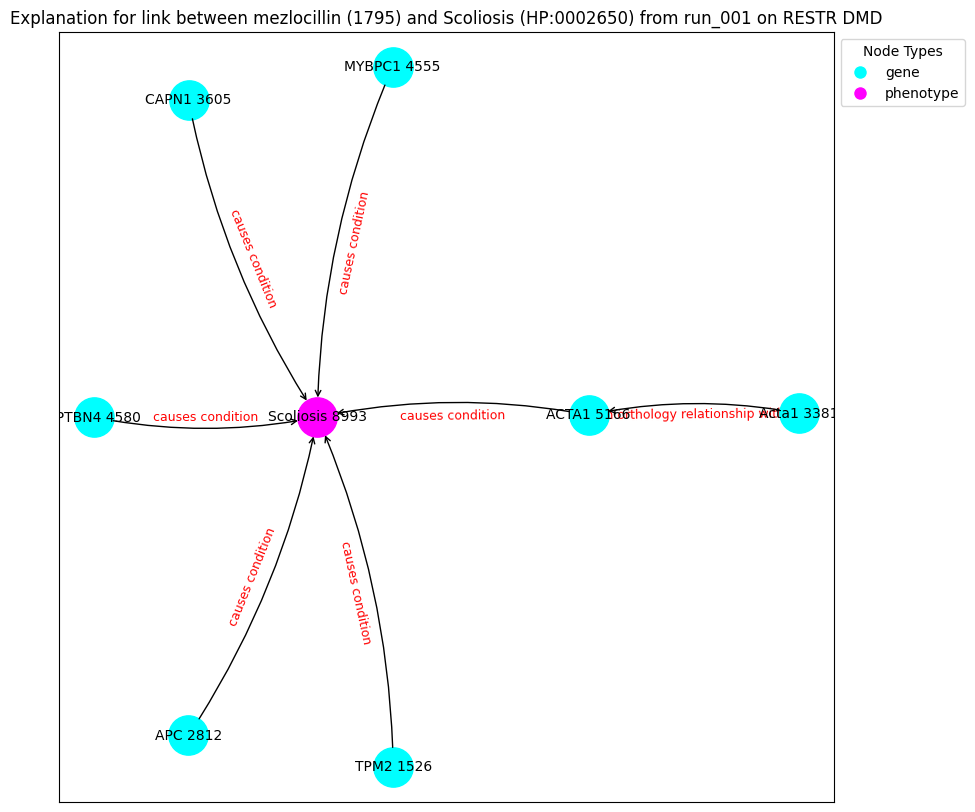 Explanation for link between mezlocillin (1795) and Scoliosis (HP:0002650) from run_001 on RESTR DMD
Node Types
gene
phenotype
MYBPC1 4555
CAPN1 3605
causes condition
causes condition
PTBN4 4580
causes condition
Scoliosis 8993
causes condition
ACTA1 5166
orthology relationship with
Acta1 3381
causes condition
causes condition
APC 2812
TPM2 1526